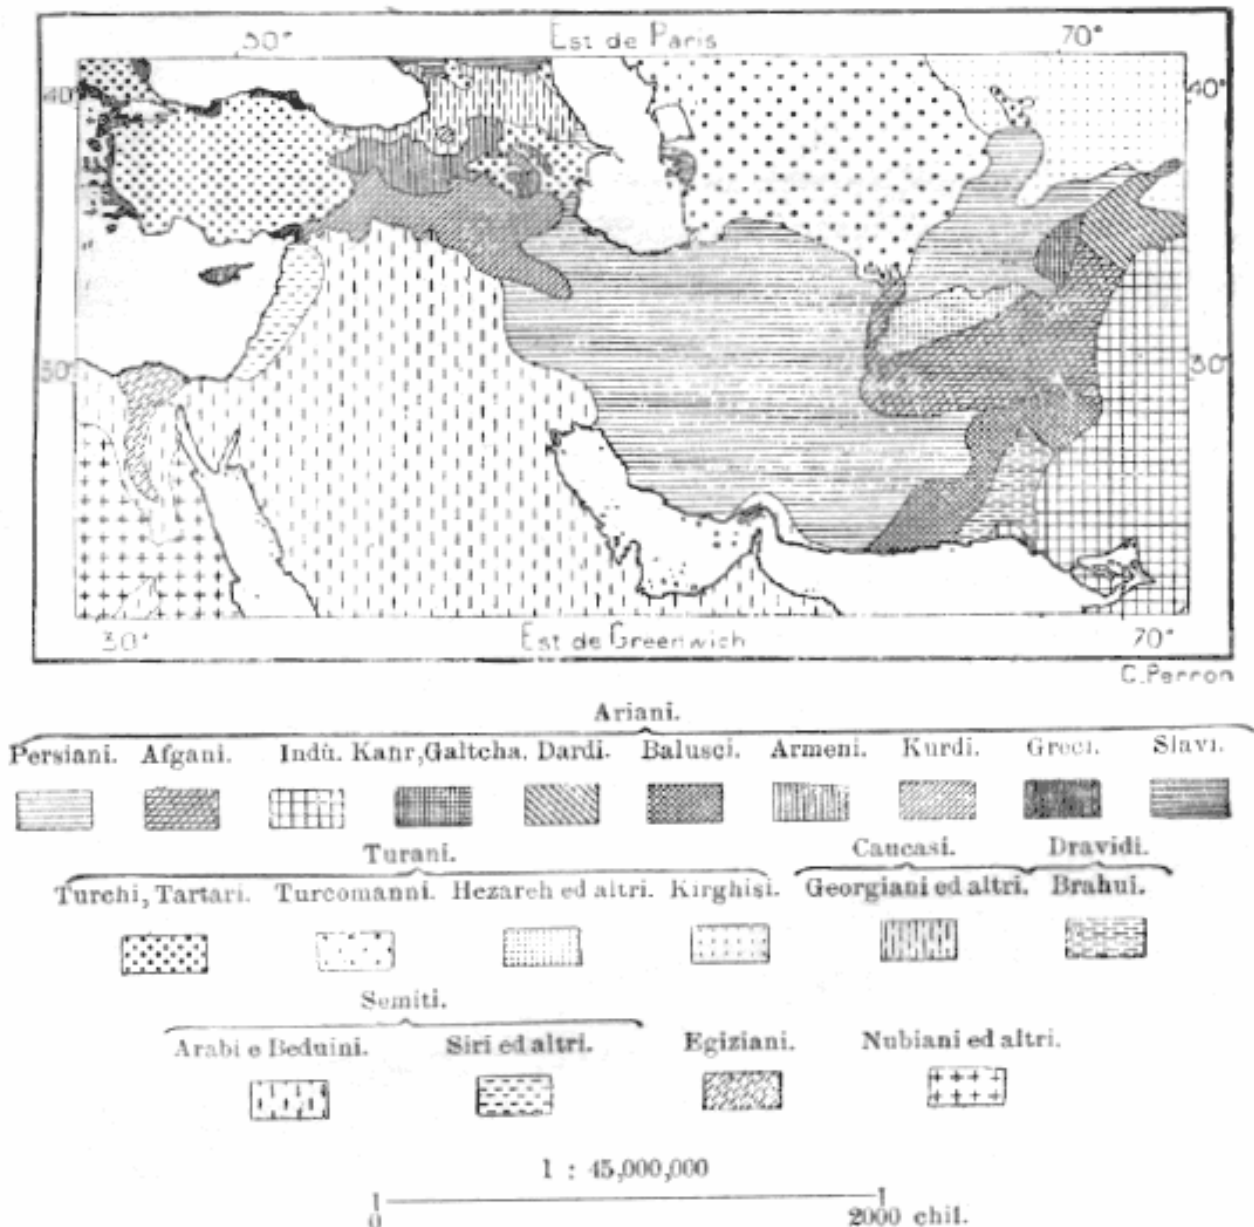 50° Est de Paris 70°
40° 40°
30° 30°
30° Est de Greenwich 70°
C. Perron
Ariani.
Persiani. Afgani. Indù. Kafir, Galtcha. Dardi. Balusci. Armeni. Kurdi. Greci. Slavi.
Turani. Caucasi. Dravidi.
Turchi, Tartari. Turcomanni. Hezareh ed altri. Kirghisi. Georgiani ed altri. Brahui.
Semiti.
Arabi e Beduini. Siri ed altri. Egiziani. Nubiani ed altri.
1 : 45,000,000
0 2000 chil.